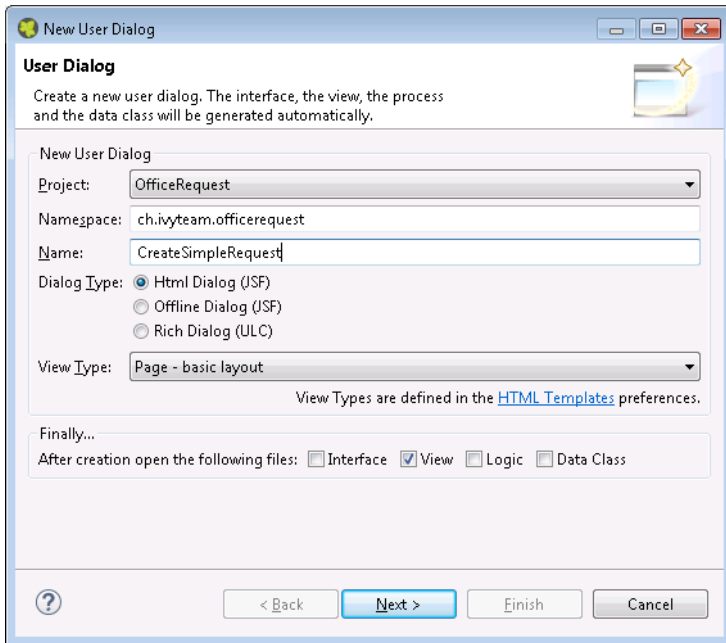 New User Dialog
User Dialog
Create a new user dialog. The interface, the view, the process
and the data class will be generated automatically.
New User Dialog
Project: OfficeRequest
Namespace: ch.ivyteam.officerequest
Name: CreateSimpleRequest
Dialog Type: Html Dialog (JSF)
Offline Dialog (JSF)
Rich Dialog (ULC)
View Type: Page - basic layout
View Types are defined in the HTML Templates preferences.
Finally...
After creation open the following files: Interface View Logic Data Class
? < Back Next > Finish Cancel